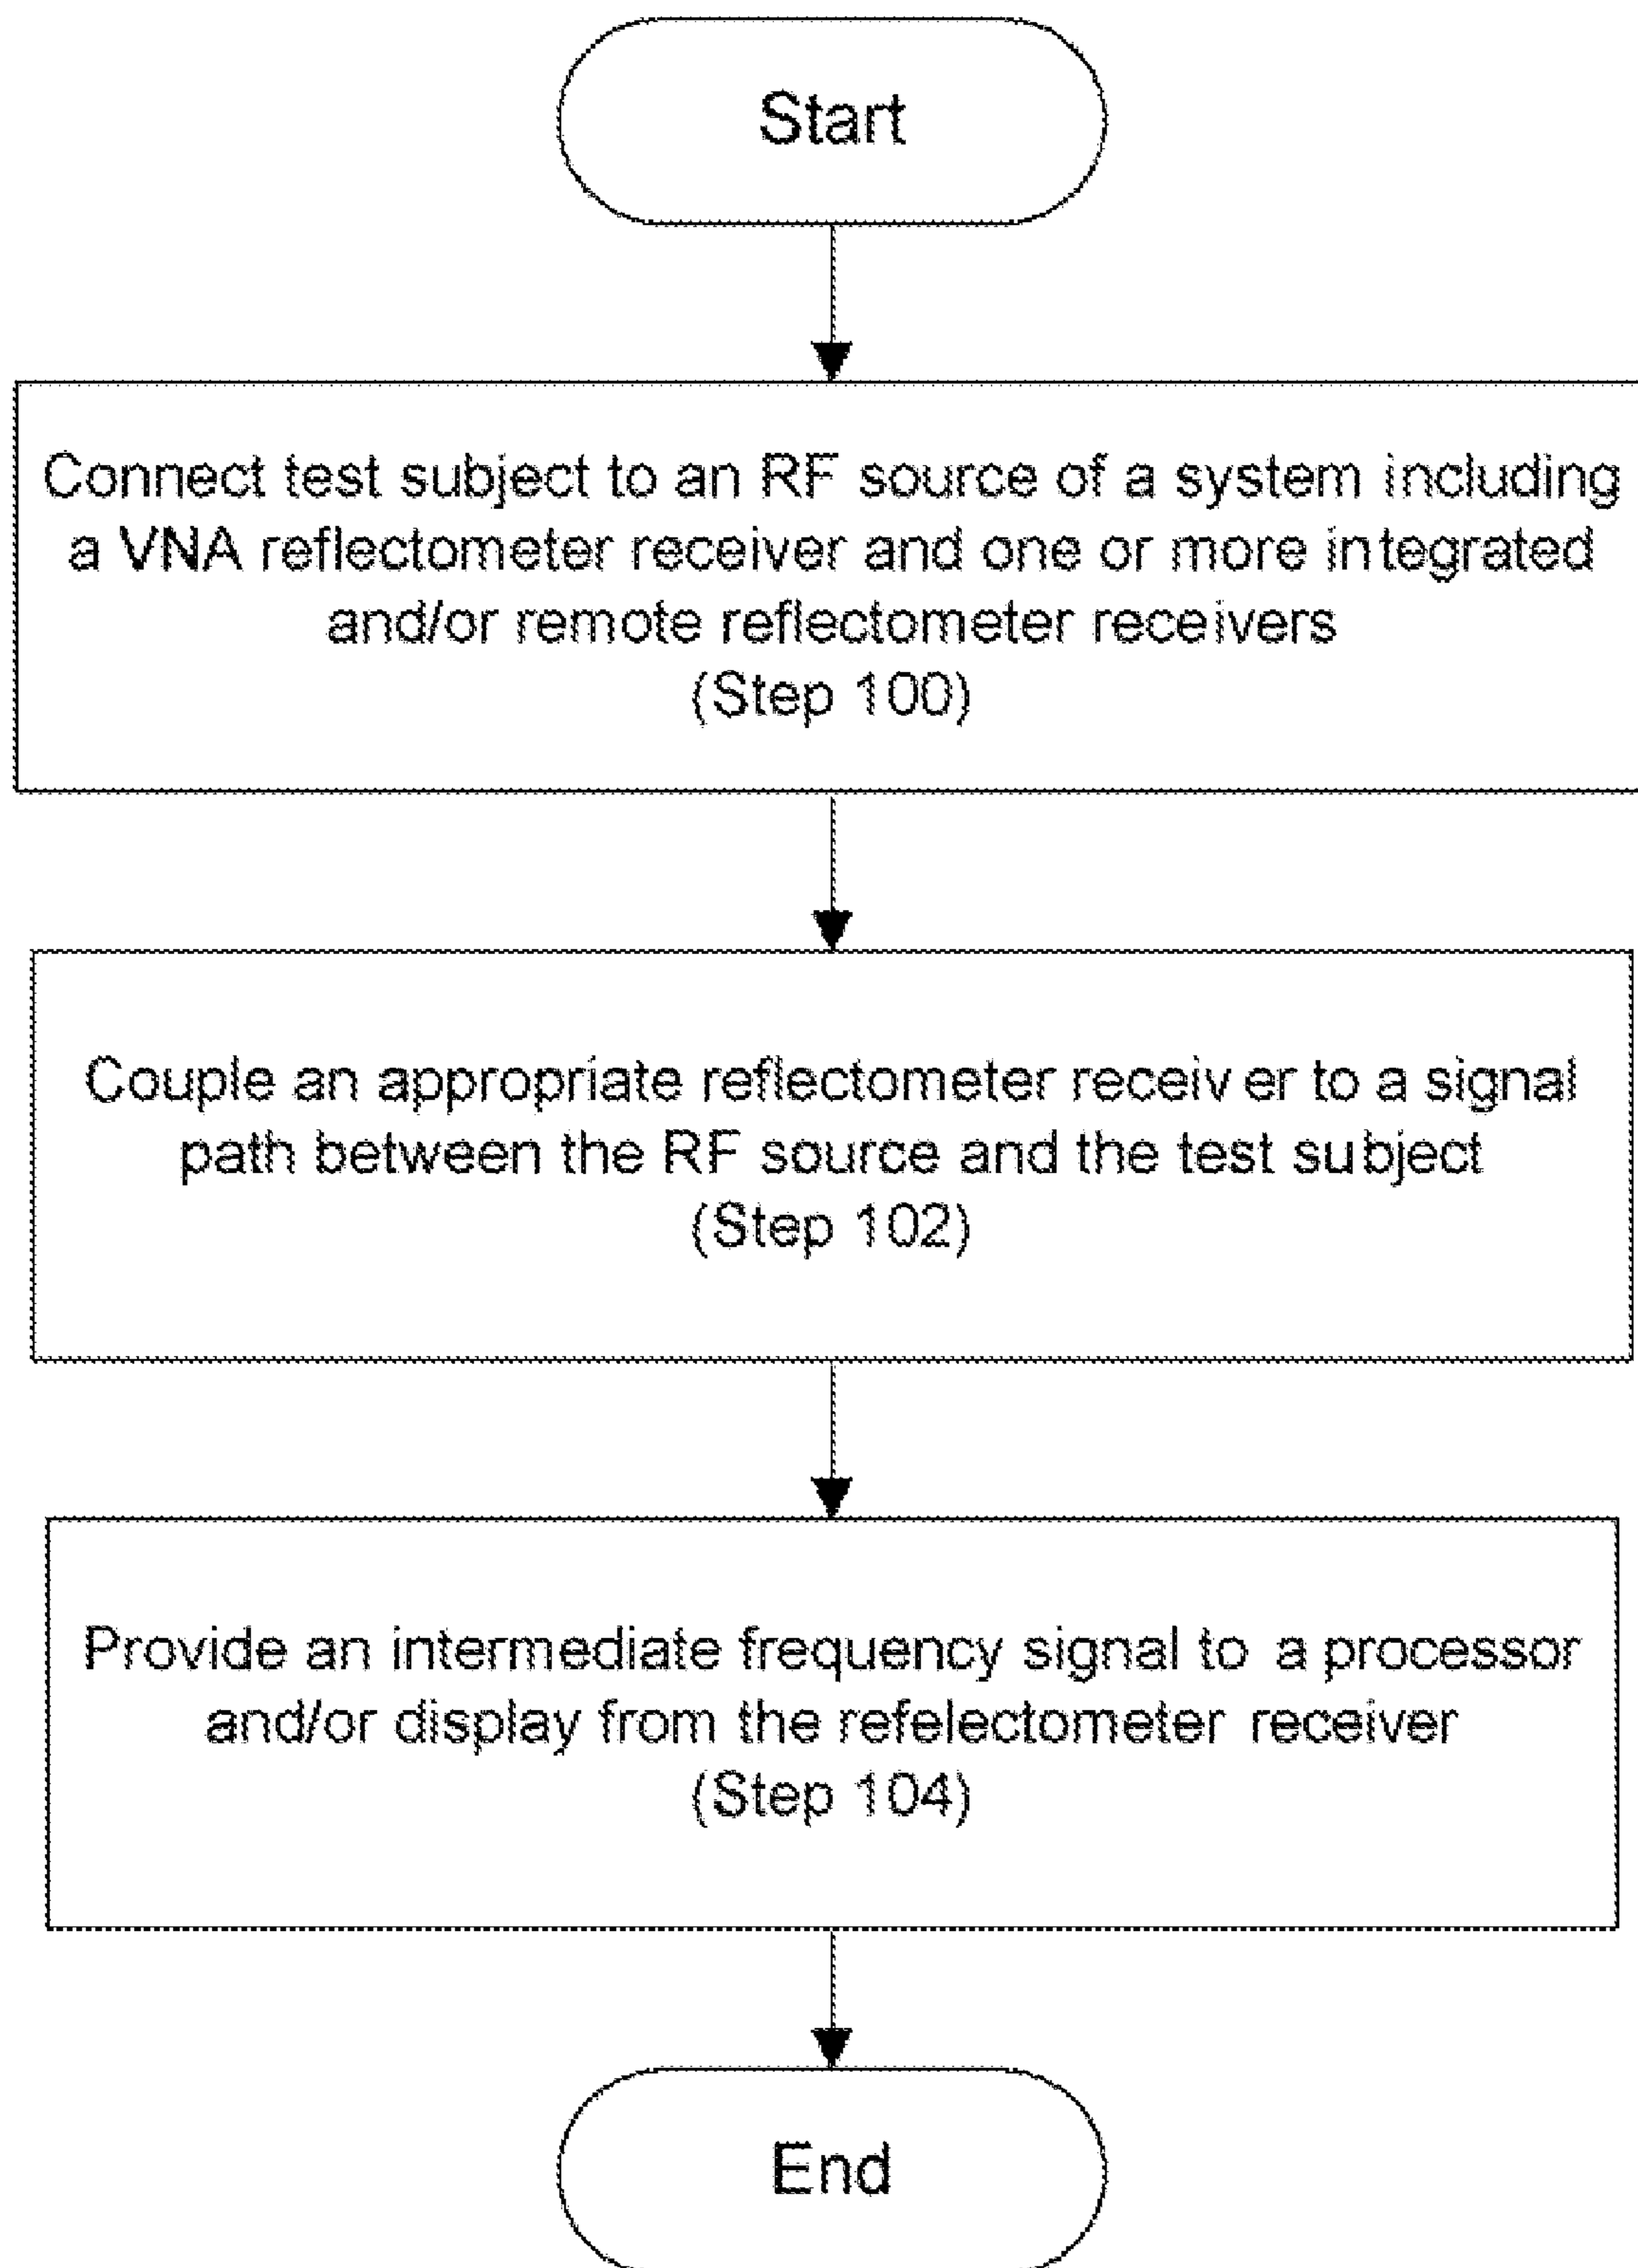 Start
Connect test subject to an RF source of a system including
a VNA reflectometer receiver and one or more integrated
and/or remote reflectometer receivers
(Step 100)
Couple an appropriate reflectometer receiver to a signal
path between the RF source and the test subject
(Step 102)
Provide an intermediate frequency signal to a processor
and/or display from the refelectometer receiver
(Step 104)
End